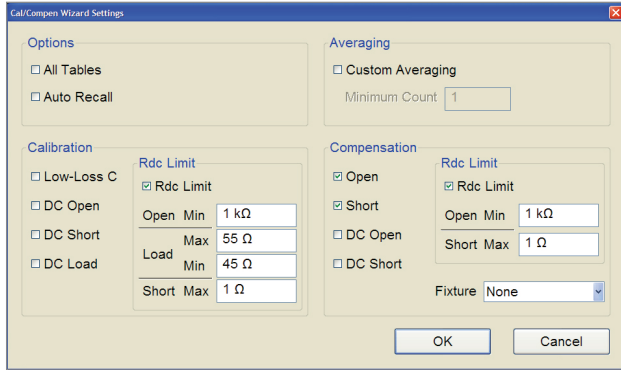 Cal/Compen Wizard Settings
Options
All Tables
Auto Recall
Averaging
Custom Averaging
Minimum Count 1
Calibration
Low-Loss C
DC Open
DC Short
DC Load
Rdc Limit
Rdc Limit
Open Min 1 kΩ
Load
Max 55 Ω
Min 45 Ω
Short Max 1 Ω
Compensation
Open
Short
DC Open
DC Short
Rdc Limit
Rdc Limit
Open Min 1 kΩ
Short Max 1 Ω
Fixture None
OK Cancel